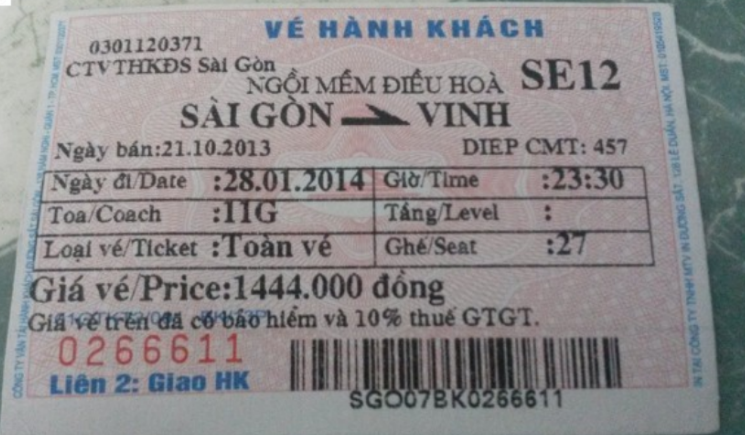 VÉ HÀNH KHÁCH
0301120371
CTVTHKĐS Sài Gòn
NGỒI MỀM ĐIỀU HOÀ SE12
SÀI GÒN VINH
Ngày bán:21.10.2013 DIEP CMT: 457
Ngày đi/Date :28.01.2014 Giờ/Time :23:30
Toa/Coach :11G Tầng/Level :
Loại vé/Ticket :Toàn vé Ghế/Seat :27
Giá vé/Price:1444.000 đồng
Giá vé trên đã có bảo hiểm và 10% thuế GTGT.
0266611
Liên 2: Giao HK
SGO07BK0266611